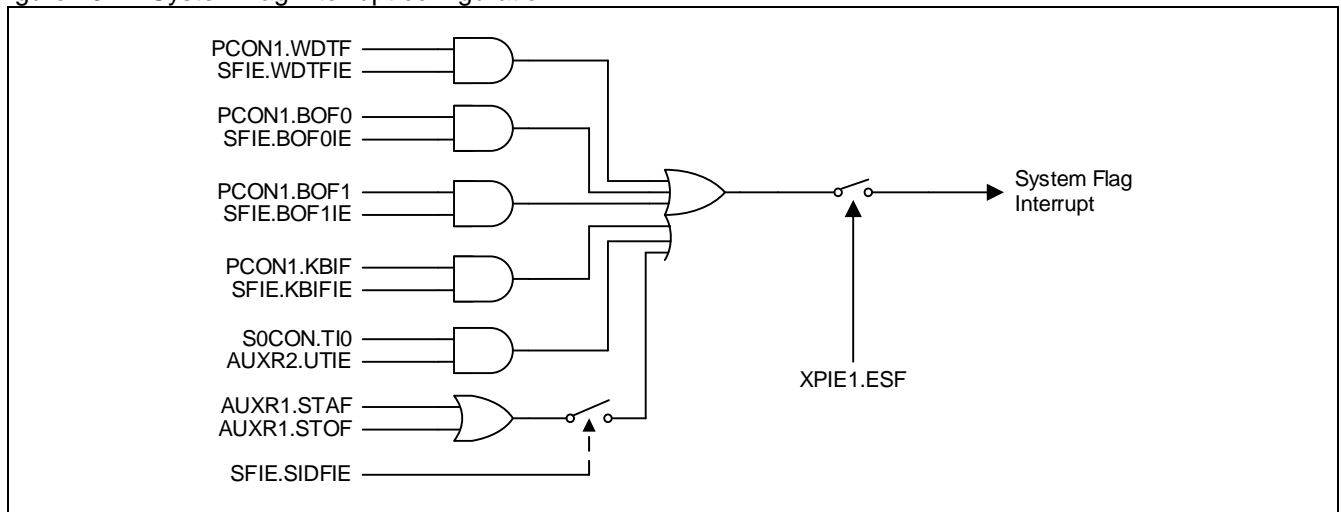 PCON1.WDTF
SFIE.WDTFIE
PCON1.BOF0
SFIE.BOF0IE
PCON1.BOF1
SFIE.BOF1IE
System Flag
Interrupt
PCON1.KBIF
SFIE.KBIFIE
S0CON.TI0
AUXR2.UTIE
XPIE1.ESF
AUXR1.STAF
AUXR1.STOF
SFIE.SIDFIE